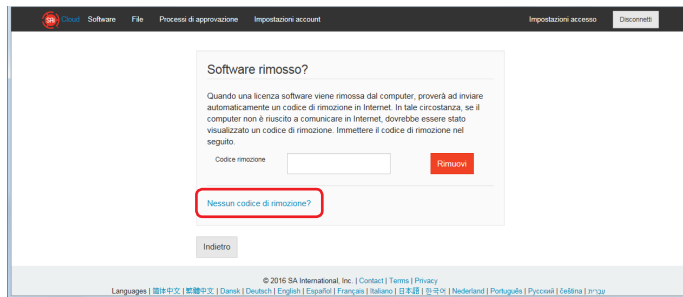 SAi Cloud Software File Processi di approvazione Impostazioni account Impostazioni accesso Disconnetti
Software rimosso?
Quando una licenza software viene rimossa dal computer, proverà ad inviare
automaticamente un codice di rimozione in Internet. In tale circostanza, se il
computer non è riuscito a comunicare in Internet, dovrebbe essere stato
visualizzato un codice di rimozione. Immettere il codice di rimozione nel
seguito.
Codice rimozione Rimuovi
Nessun codice di rimozione?
Indietro
© 2016 SA International, Inc. | Contact | Terms | Privacy
Languages | 简体中文 | 繁體中文 | Dansk | Deutsch | English | Español | Français | Italiano | 日本語 | 한국어 | Nederland | Português | Русский | čeština | עברית